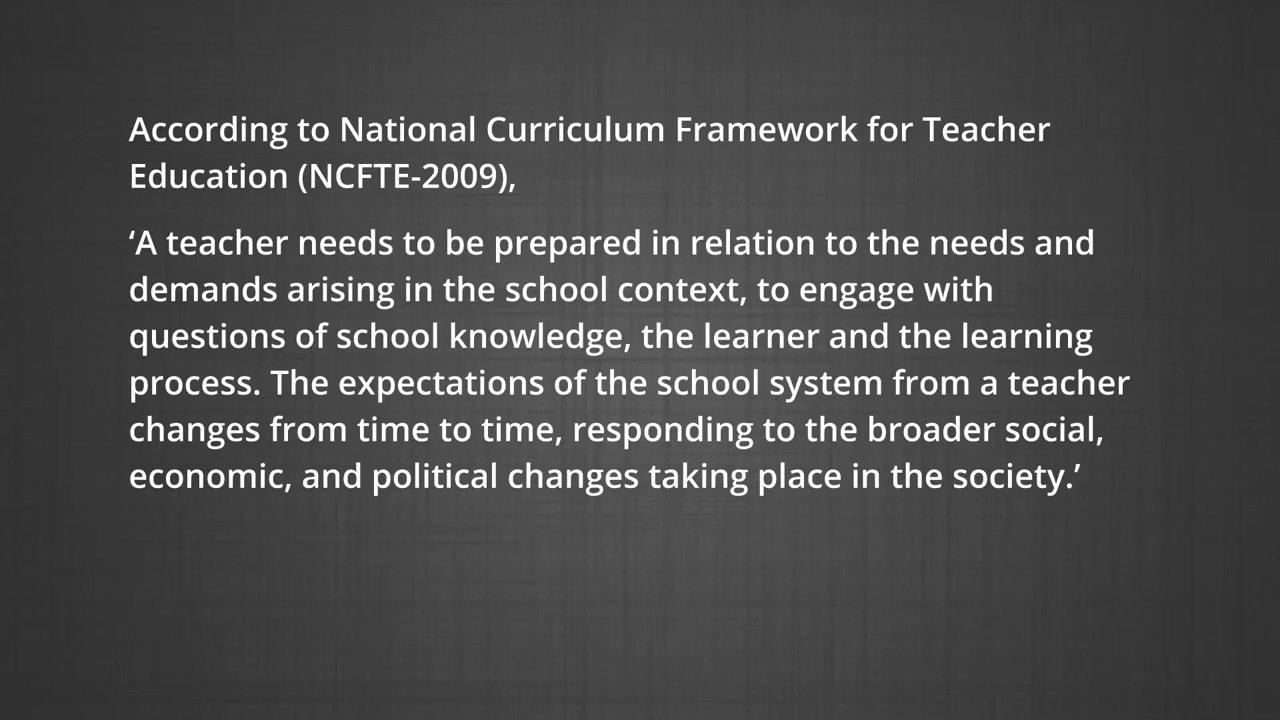 According to National Curriculum Framework for Teacher
Education (NCFTE-2009),
‘A teacher needs to be prepared in relation to the needs and
demands arising in the school context, to engage with
questions of school knowledge, the learner and the learning
process. The expectations of the school system from a teacher
changes from time to time, responding to the broader social,
economic, and political changes taking place in the society.’